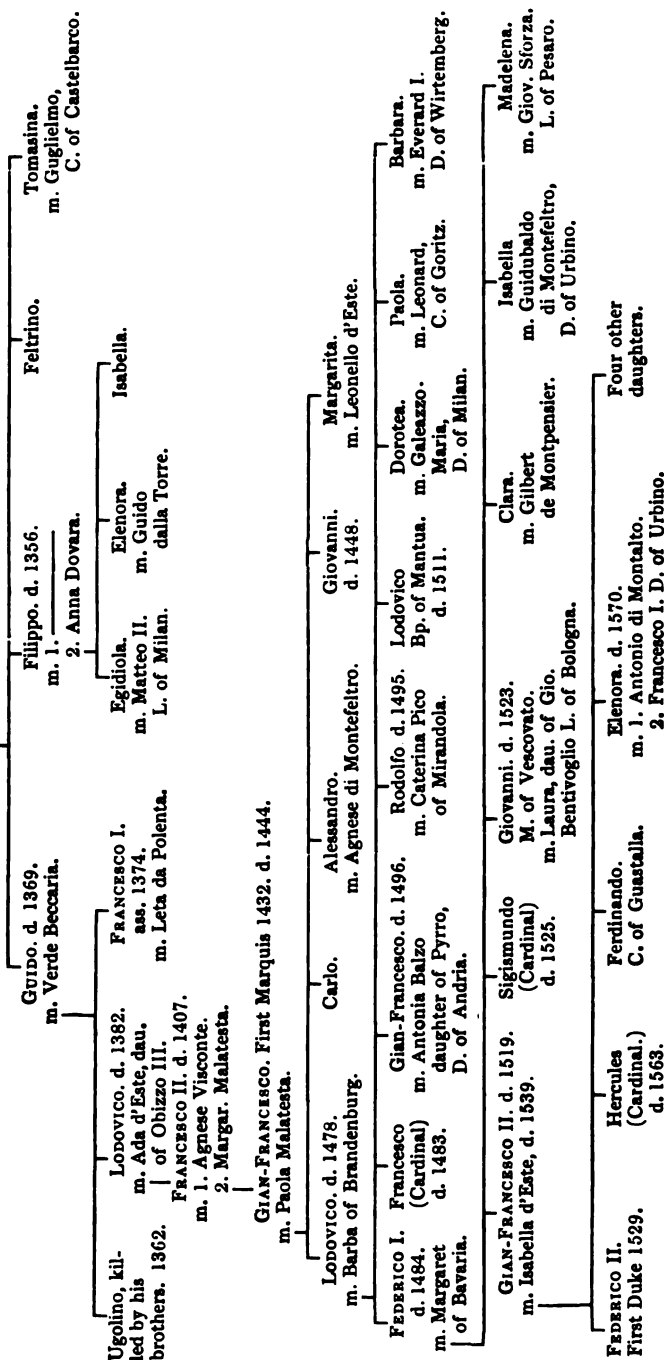 GUIDO. d. 1369.
m. Verde Beccaria.
Filippo. d. 1356.
m. 1.
2. Anna Dovara.
Feltrino.
Tomasina.
m. Guglielmo,
C. of Castelbarco.
Egidiola.
m. Matteo II.
L. of Milan.
Elenora.
m. Guido
dalla Torre.
Isabella.
Ugolino, kil-
led by his
brothers. 1362.
LODOVICO. d. 1382.
m. Ada d'Este, dau.
of Obizzo III.
FRANCESCO I.
ass. 1374.
m. Leta da Polenta.
FRANCESCO II. d. 1407.
m. 1. Agnese Visconte.
2. Margar. Malatesta.
GIAN-FRANCESCO. First Marquis 1432. d. 1444.
m. Paola Malatesta.
LODOVICO. d. 1478.
m. Barba of Brandenburg.
Carlo.
Alessandro.
m. Agnese di Montefeltro.
Giovanni.
d. 1448.
Margarita.
m. Leonello d'Este.
FEDERICO I.
d. 1484.
m. Margaret
of Bavaria.
Francesco
(Cardinal)
d. 1483.
Gian-Francesco. d. 1496.
m. Antonia Balzo
daughter of Pyrro,
D. of Andria.
Rodolfo d. 1495.
m. Caterina Pico
of Mirandola.
Lodovico
Bp. of Mantua.
d. 1511.
Dorotea.
m. Galeazzo.
Maria,
D. of Milan.
Paola.
m. Leonard,
C. of Goritz.
Barbara.
m. Everard I.
D. of Wirtemberg.
GIAN-FRANCESCO II. d. 1519.
m. Isabella d'Este, d. 1539.
Sigismundo
(Cardinal)
d. 1525.
Giovanni. d. 1523.
M. of Vescovato.
m. Laura, dau. of Gio.
Bentivoglio L. of Bologna.
Clara.
m. Gilbert
de Montpensier.
Isabella
m. Guidubaldo
di Montefeltro,
D. of Urbino.
Madelena.
m. Giov. Sforza.
L. of Pesaro.
FEDERICO II.
First Duke 1529.
Hercules
(Cardinal.)
d. 1563.
Ferdinando.
C. of Guastalla.
Elenora. d. 1570.
m. 1. Antonio di Montalto.
2. Francesco I. D. of Urbino.
Four other
daughters.